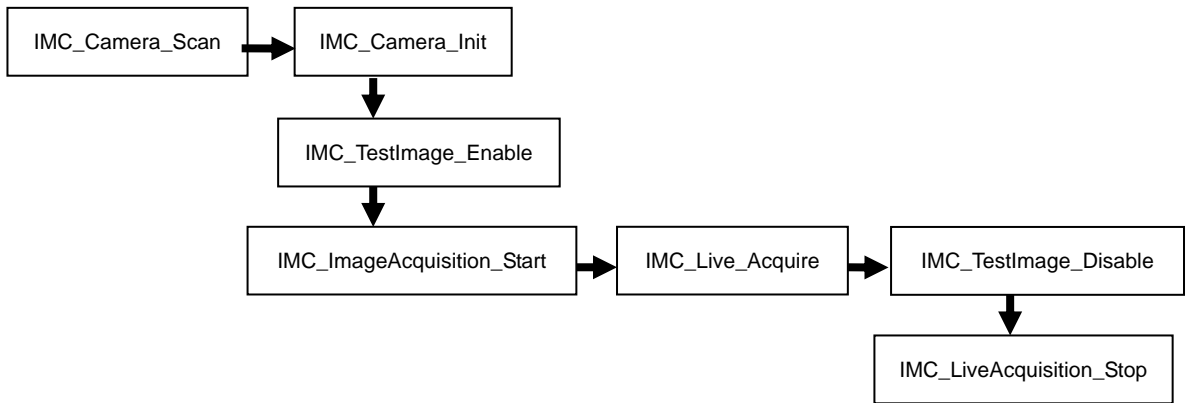 IMC_Camera_Scan
IMC_Camera_Init
IMC_TestImage_Enable
IMC_ImageAcquisition_Start
IMC_Live_Acquire
IMC_TestImage_Disable
IMC_LiveAcquisition_Stop